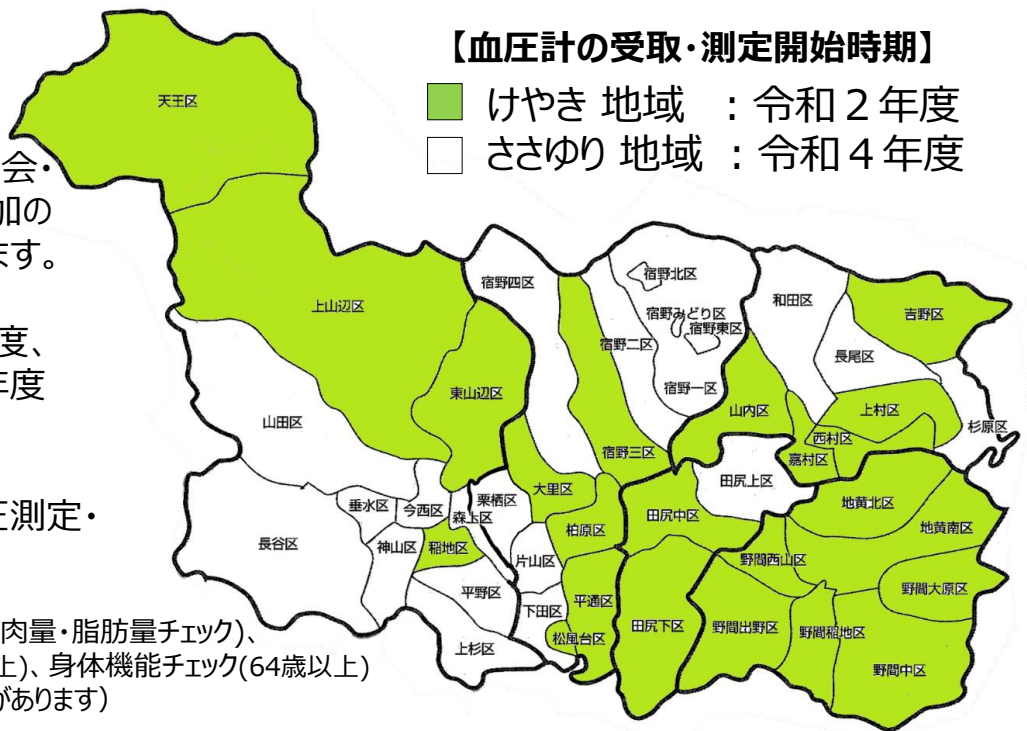 【血圧計の受取・測定開始時期】
けやき 地域 ：令和２年度
ささゆり 地域 ：令和４年度
会・
加の
ます。
度、
年度
圧測定・
肉量・脂肪量チェック)、
上)、身体機能チェック(64歳以上)
があります）
天王区
上山辺区
東山辺区
山田区
長谷区
垂水区
今西区
森上区
神山区
稲地区
平野区
上杉区
栗栖区
片山区
下田区
大里区
柏原区
平通区
松風台区
宿野四区
宿野北区
宿野みどり区
宿野東区
宿野二区
宿野一区
宿野三区
和田区
吉野区
長尾区
上村区
杉原区
山内区
西村区
嘉村区
田尻上区
田尻中区
田尻下区
地黄北区
地黄南区
野間西山区
野間大原区
野間出野区
野間稲地区
野間中区